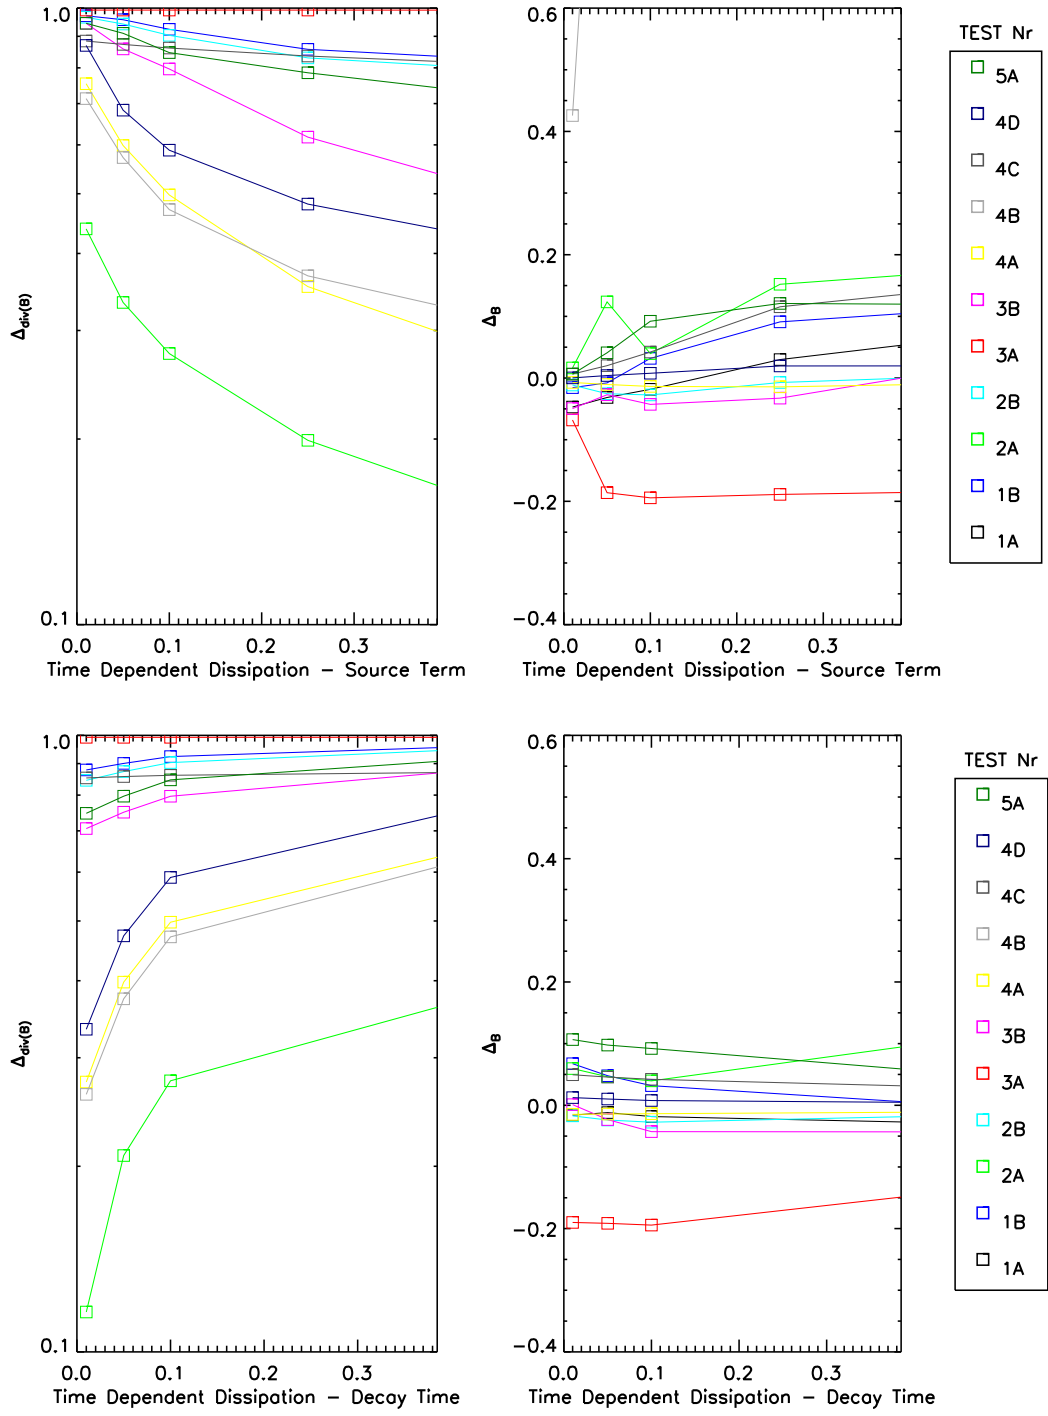 1.0
0.1
0.0 0.1 0.2 0.3
Time Dependent Dissipation – Source Term
Δdiv(B)
0.6
0.4
0.2
0.0
−0.2
−0.4
0.0 0.1 0.2 0.3
Time Dependent Dissipation – Source Term
ΔB
TEST Nr
5A
4D
4C
4B
4A
3B
3A
2B
2A
1B
1A
1.0
0.1
0.0 0.1 0.2 0.3
Time Dependent Dissipation – Decay Time
Δdiv(B)
0.6
0.4
0.2
0.0
−0.2
−0.4
0.0 0.1 0.2 0.3
Time Dependent Dissipation – Decay Time
ΔB
TEST Nr
5A
4D
4C
4B
4A
3B
3A
2B
2A
1B
1A